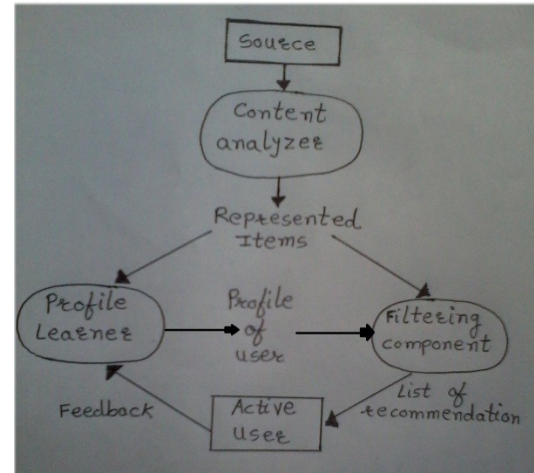 Source
Content
analyzer
Represented
Items
Profile
Learner
Profile
of
user
Filtering
component
Feedback
Active
User
List of
recommendation